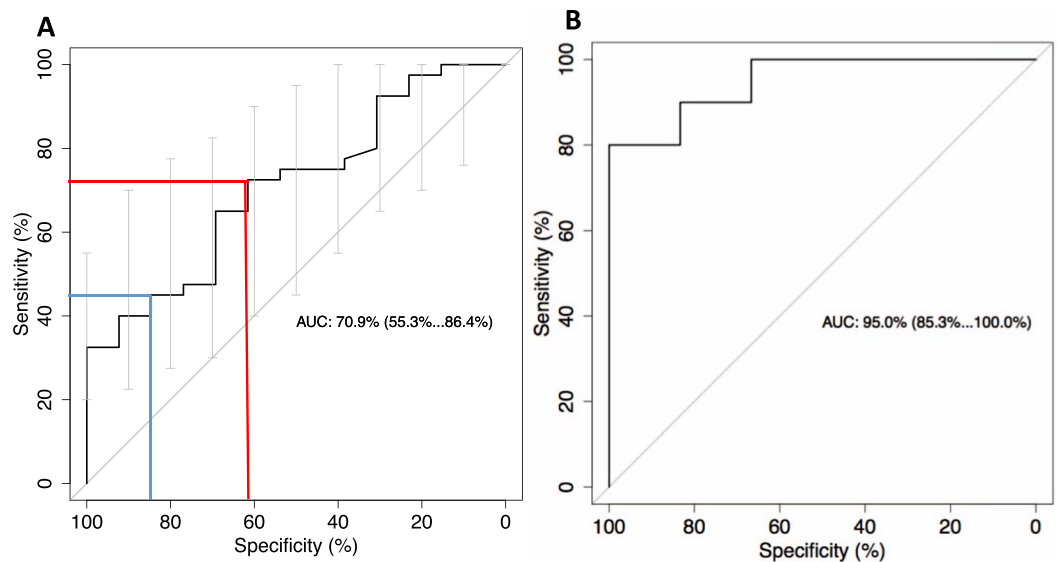 A
100
80
60
40
20
0
Sensitivity (%)
AUC: 70.9% (55.3%...86.4%)
100 80 60 40 20 0
Specificity (%)
B
100
80
60
40
20
0
Sensitivity (%)
AUC: 95.0% (85.3%...100.0%)
100 80 60 40 20 0
Specificity (%)